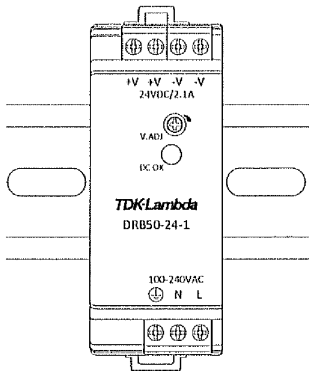 +V +V -V -V
24VDC/2.1A
V.ADJ
DC OK
TDK-Lambda
DRB50-24-1
100-240VAC
N L